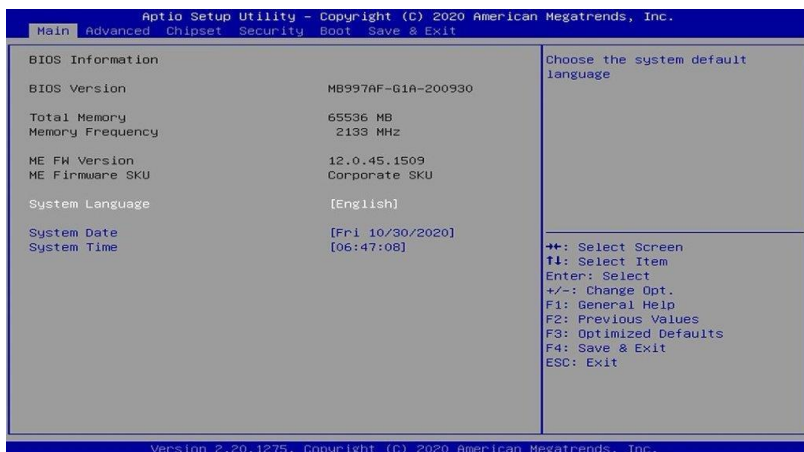 Aptio Setup Utility – Copyright (C) 2020 American Megatrends, Inc.
Main Advanced Chipset Security Boot Save & Exit
BIOS Information
BIOS Version MB997AF-G1A-200930
Total Memory 65536 MB
Memory Frequency 2133 MHz
ME FW Version 12.0.45.1509
ME Firmware SKU Corporate SKU
System Language [English]
System Date [Fri 10/30/2020]
System Time [06:47:08]
Choose the system default
language
→←: Select Screen
↑↓: Select Item
Enter: Select
+/-: Change Opt.
F1: General Help
F2: Previous Values
F3: Optimized Defaults
F4: Save & Exit
ESC: Exit
Version 2.20.1275. Copyright (C) 2020 American Megatrends, Inc.